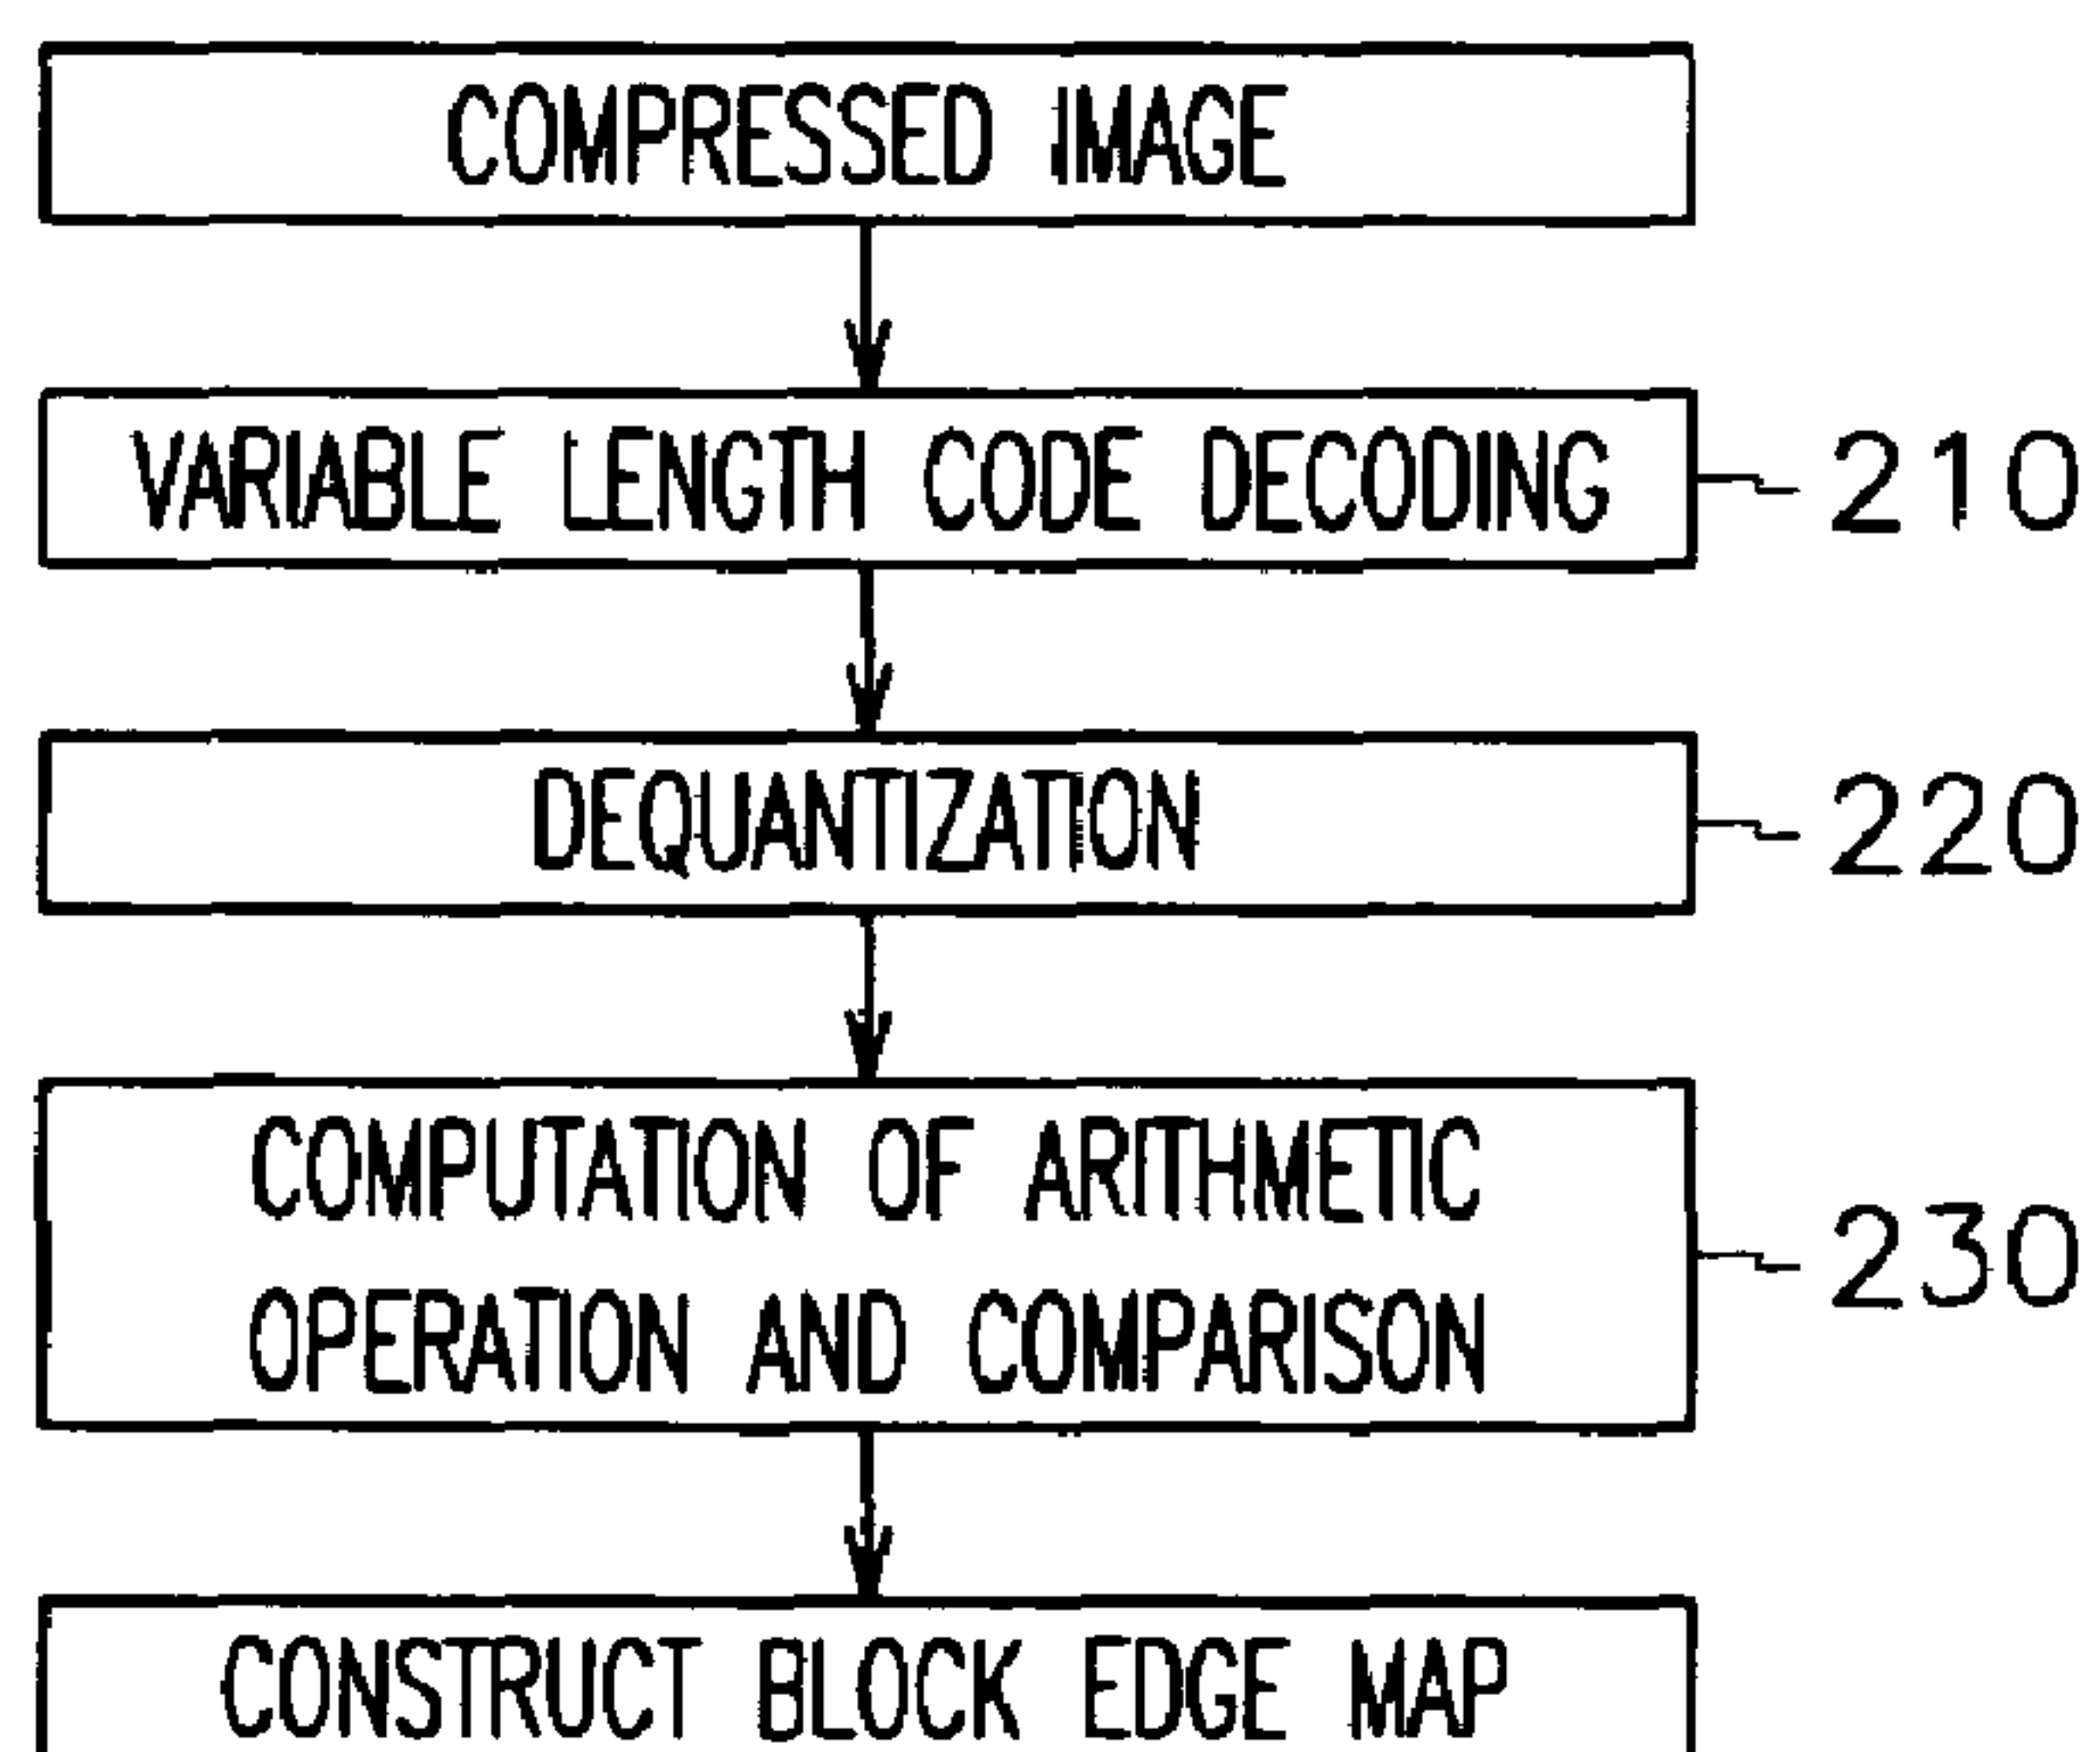 COMPRESSED IMAGE
VARIABLE LENGTH CODE DECODING
210
DEQUANTIZATION
220
COMPUTATION OF ARITHMETIC
OPERATION AND COMPARISON
230
CONSTRUCT BLOCK EDGE MAP